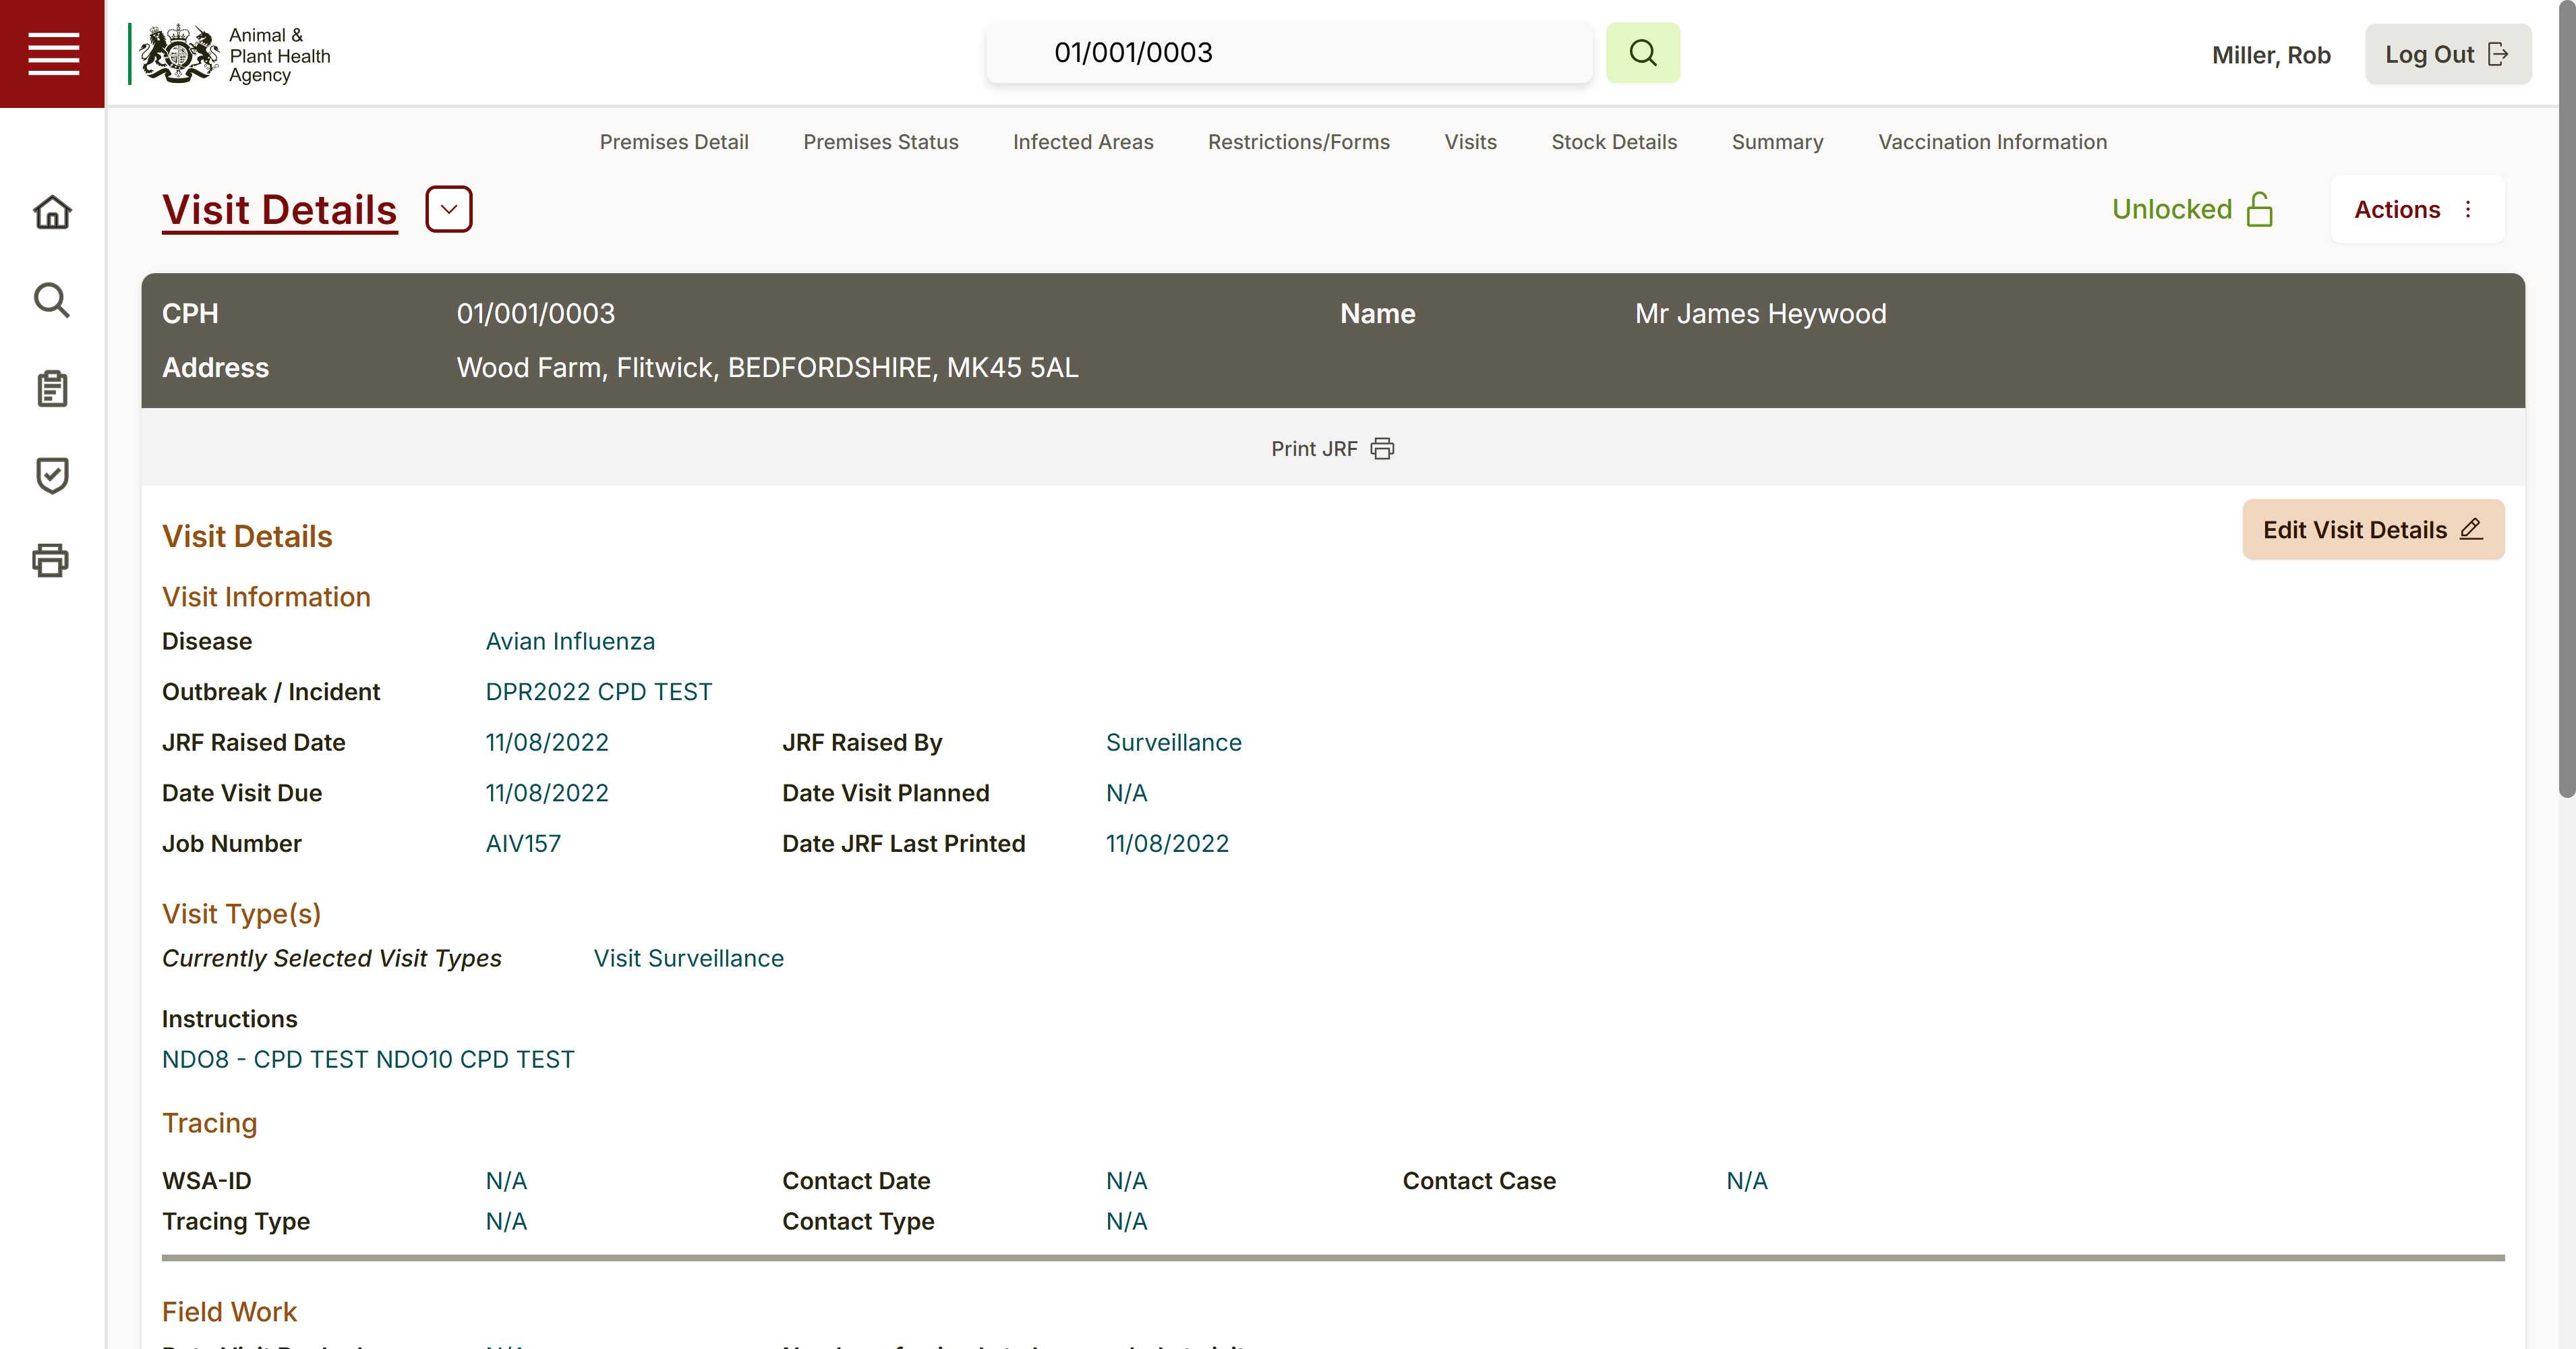 Animal &
Plant Health
Agency
01/001/0003
Miller, Rob
Log Out
Premises Detail Premises Status Infected Areas Restrictions/Forms Visits Stock Details Summary Vaccination Information
Visit Details
Unlocked
Actions
CPH 01/001/0003 Name Mr James Heywood
Address Wood Farm, Flitwick, BEDFORDSHIRE, MK45 5AL
Print JRF
Visit Details
Edit Visit Details
Visit Information
Disease Avian Influenza
Outbreak / Incident DPR2022 CPD TEST
JRF Raised Date 11/08/2022 JRF Raised By Surveillance
Date Visit Due 11/08/2022 Date Visit Planned N/A
Job Number AIV157 Date JRF Last Printed 11/08/2022
Visit Type(s)
Currently Selected Visit Types Visit Surveillance
Instructions
NDO8 - CPD TEST NDO10 CPD TEST
Tracing
WSA-ID N/A Contact Date N/A Contact Case N/A
Tracing Type N/A Contact Type N/A
Field Work